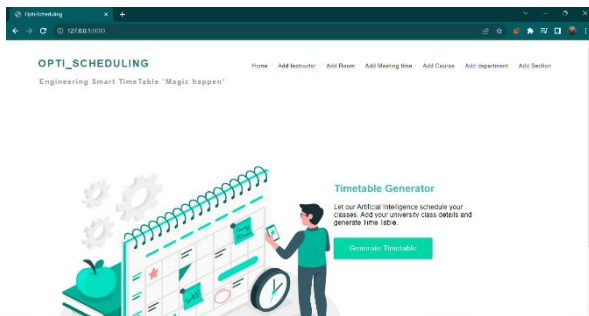 Opti-Scheduling
127.0.0.1:8000
OPTI_SCHEDULING
Home Add Instructor Add Room Add Meeting time Add Course Add department Add Section
Engineering Smart TimeTable 'Magic happen'
Timetable Generator
Let our Artificial Intelligence schedule your
classes. Add your university class details and
generate Time Table.
Generate Timetable